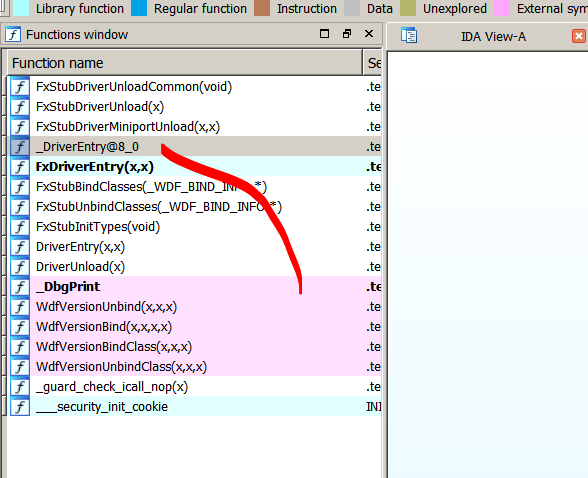 Library function Regular function Instruction Data Unexplored External sym
Functions window
IDA View-A
Function name Se
f FxStubDriverUnloadCommon(void) .te
f FxStubDriverUnload(x) .te
f FxStubDriverMiniportUnload(x,x) .te
f _DriverEntry@8_0 .te
f FxDriverEntry(x,x) .te
f FxStubBindClasses(_WDF_BIND_INFO *) .te
f FxStubUnbindClasses(_WDF_BIND_INFO *) .te
f FxStubInitTypes(void) .te
f DriverEntry(x,x) .te
f DriverUnload(x) .te
f _DbgPrint .te
f WdfVersionUnbind(x,x,x) .te
f WdfVersionBind(x,x,x,x) .te
f WdfVersionBindClass(x,x,x) .te
f WdfVersionUnbindClass(x,x,x) .te
f _guard_check_icall_nop(x) .te
f ___security_init_cookie INI